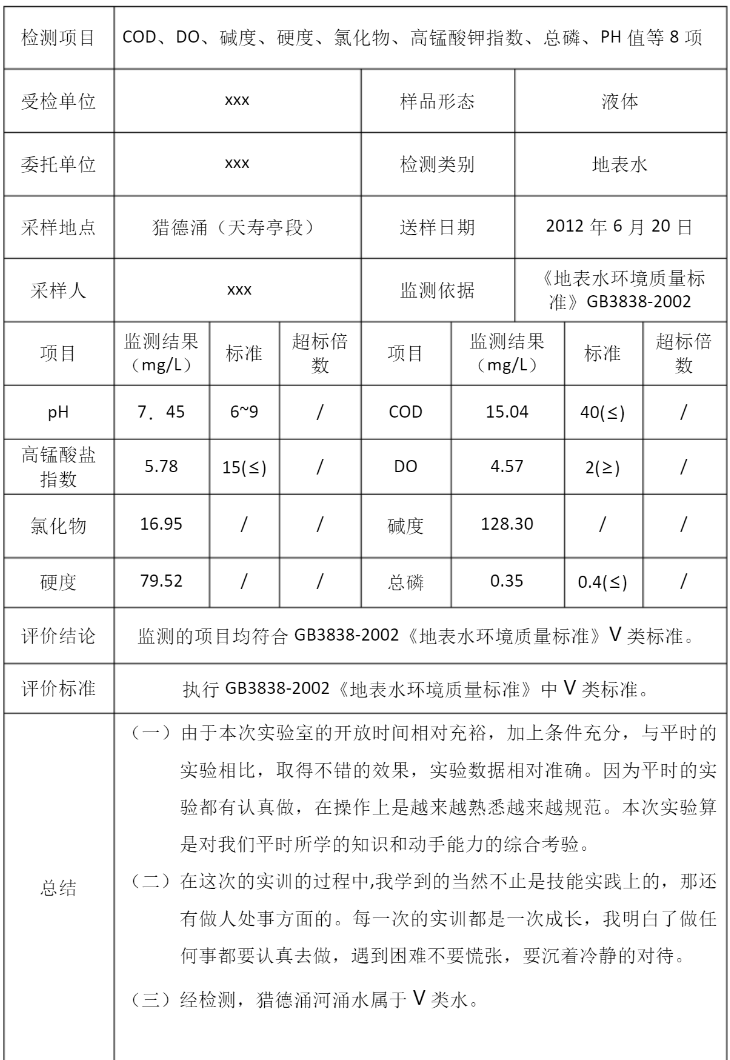 检测项目 COD、DO、碱度、硬度、氯化物、高锰酸钾指数、总磷、PH 值等 8 项
受检单位 xxx 样品形态 液体
委托单位 xxx 检测类别 地表水
采样地点 猎德涌（天寿亭段） 送样日期 2012 年 6 月 20 日
采样人 xxx 监测依据 《地表水环境质量标
准》GB3838-2002
项目 监测结果
（mg/L） 标准 超标倍
数 项目 监测结果
（mg/L） 标准 超标倍
数
pH 7．45 6~9 / COD 15.04 40(≤) /
高锰酸盐
指数 5.78 15(≤) / DO 4.57 2(≥) /
氯化物 16.95 / / 碱度 128.30 / /
硬度 79.52 / / 总磷 0.35 0.4(≤) /
评价结论 监测的项目均符合 GB3838-2002《地表水环境质量标准》V 类标准。
评价标准 执行 GB3838-2002《地表水环境质量标准》中 V 类标准。
总结
（一）由于本次实验室的开放时间相对充裕，加上条件充分，与平时的
实验相比，取得不错的效果，实验数据相对准确。因为平时的实
验都有认真做，在操作上是越来越熟悉越来越规范。本次实验算
是对我们平时所学的知识和动手能力的综合考验。
（二）在这次的实训的过程中,我学到的当然不止是技能实践上的，那还
有做人处事方面的。每一次的实训都是一次成长，我明白了做任
何事都要认真去做，遇到困难不要慌张，要沉着冷静的对待。
（三）经检测，猎德涌河涌水属于 V 类水。